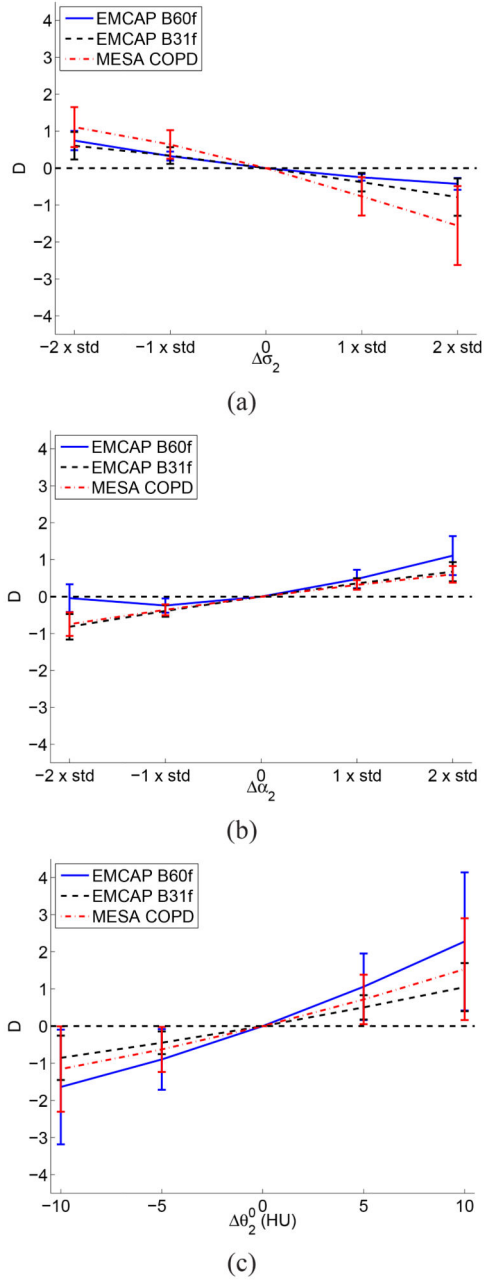 4
3
2
1
0
−1
−2
−3
−4
D
EMCAP B60f
EMCAP B31f
MESA COPD
−2 x std −1 x std 0 1 x std 2 x std
Δσ2
(a)
4
3
2
1
0
−1
−2
−3
−4
D
EMCAP B60f
EMCAP B31f
MESA COPD
−2 x std −1 x std 0 1 x std 2 x std
Δα2
(b)
4
3
2
1
0
−1
−2
−3
−4
D
EMCAP B60f
EMCAP B31f
MESA COPD
−10 −5 0 5 10
Δθ⁰₂ (HU)
(c)